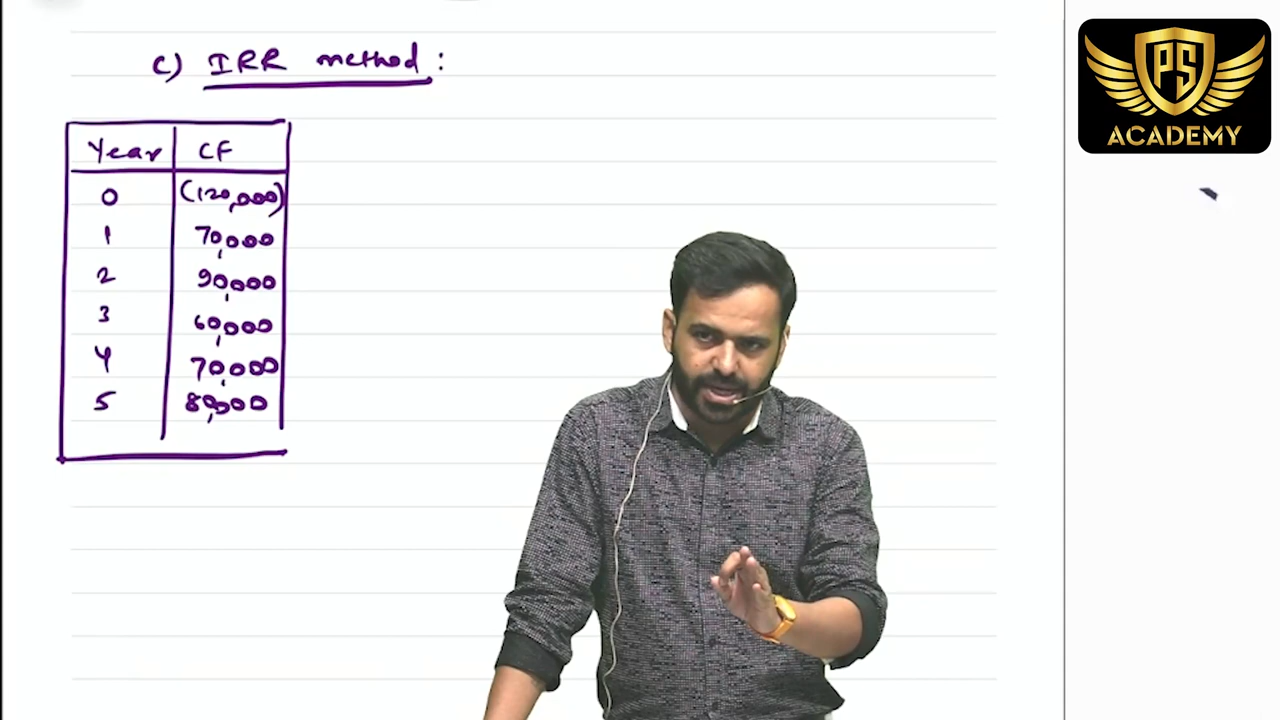 c) IRR method :
Year CF
0 (120,000)
1 70,000
2 90,000
3 60,000
4 70,000
5 80,000
PS
ACADEMY